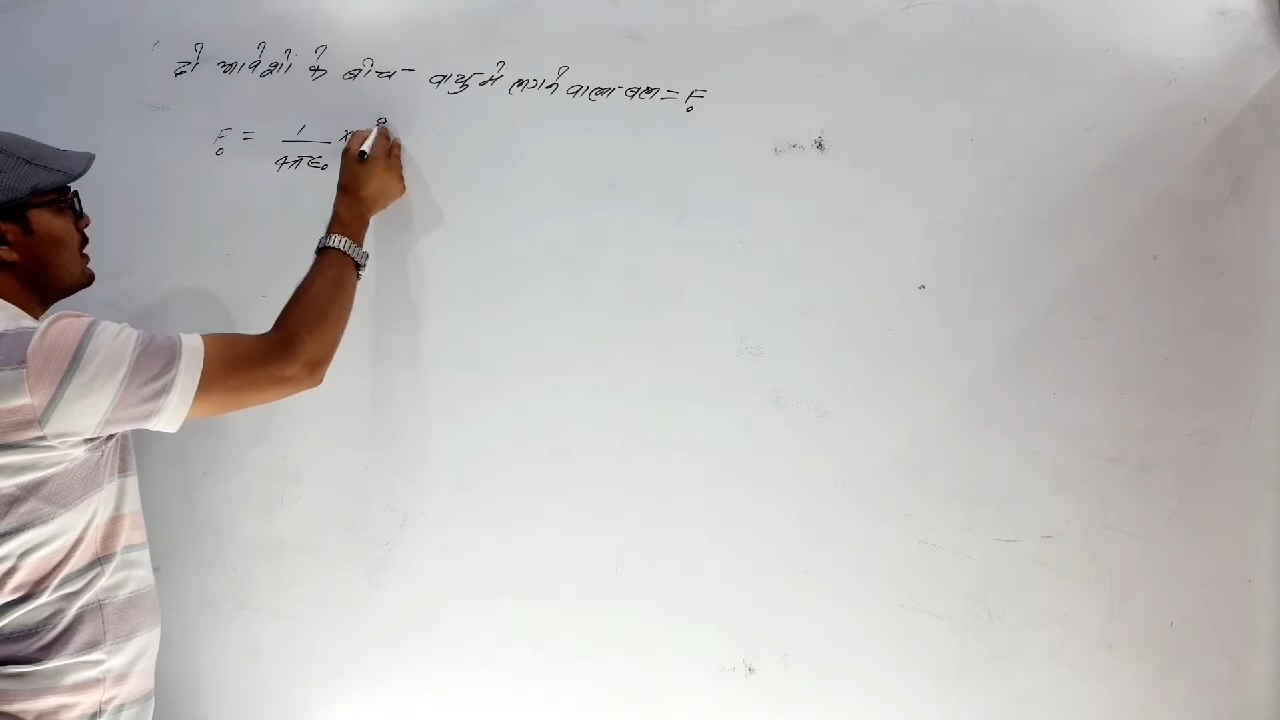 दो आवेशों के बीच वायु में लगने वाला बल = F₀
F₀ = 1/4πε₀ ×